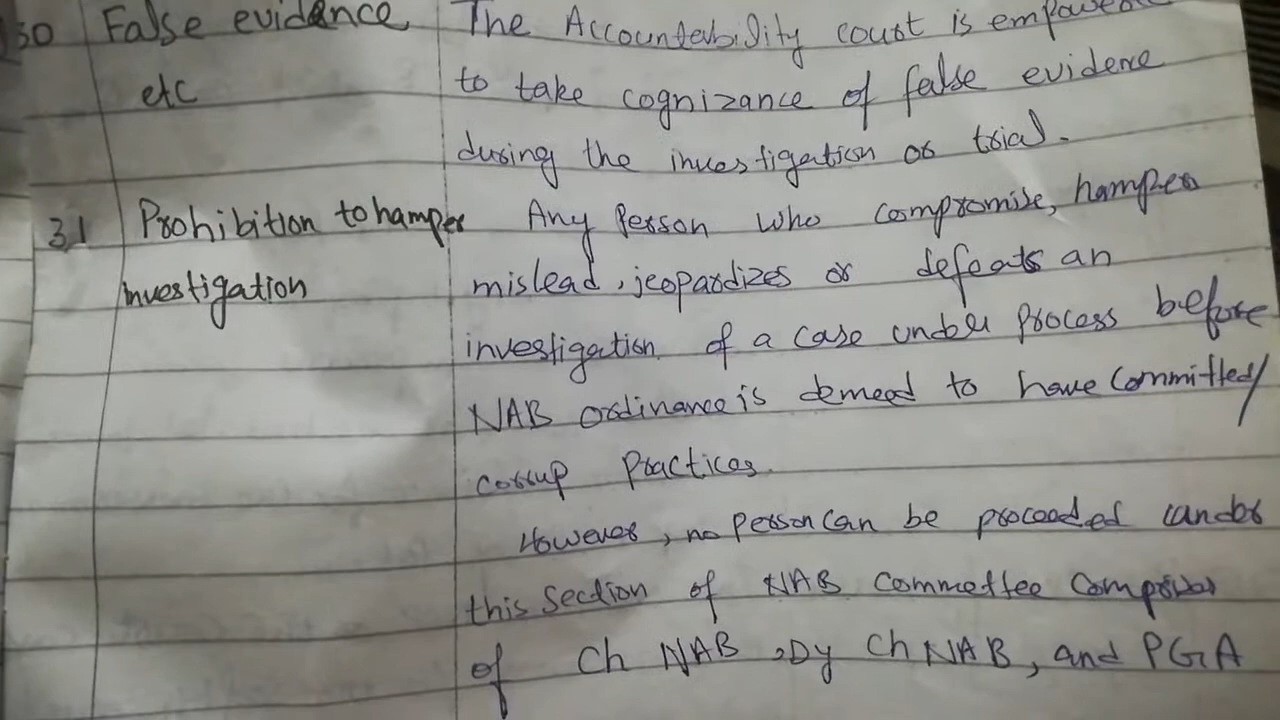 30 False evidence, The Accountability court is empowe
etc to take cognizance of false evidene
during the investigation or trial.
31 Prohibition to hamper Any Person who compromise, hamper
investigation mislead, jeopardizes or defeats an
investigation of a case under process before
NAB ordinance is demeed to have committed/
corrup Practices.
However, no person can be proceeded under
this section of NAB committee comprises
of Ch NAB, Dy Ch NAB, and PGA